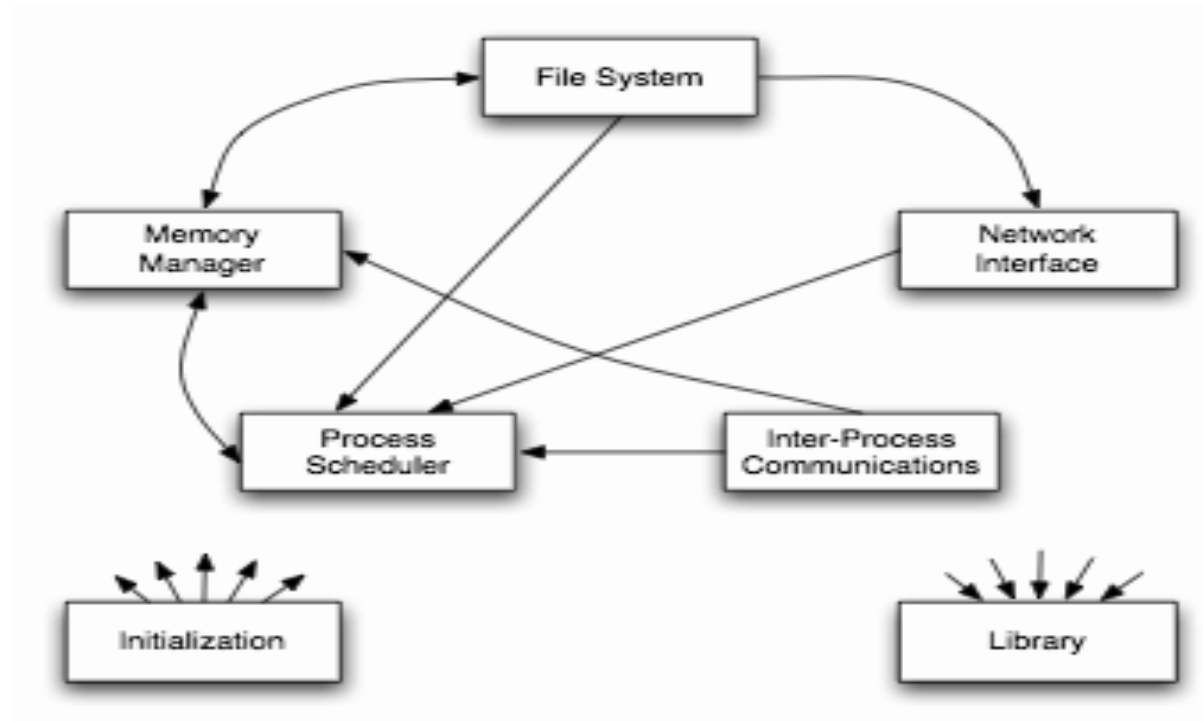 File System
Memory
Manager
Network
Interface
Process
Scheduler
Inter-Process
Communications
Initialization
Library